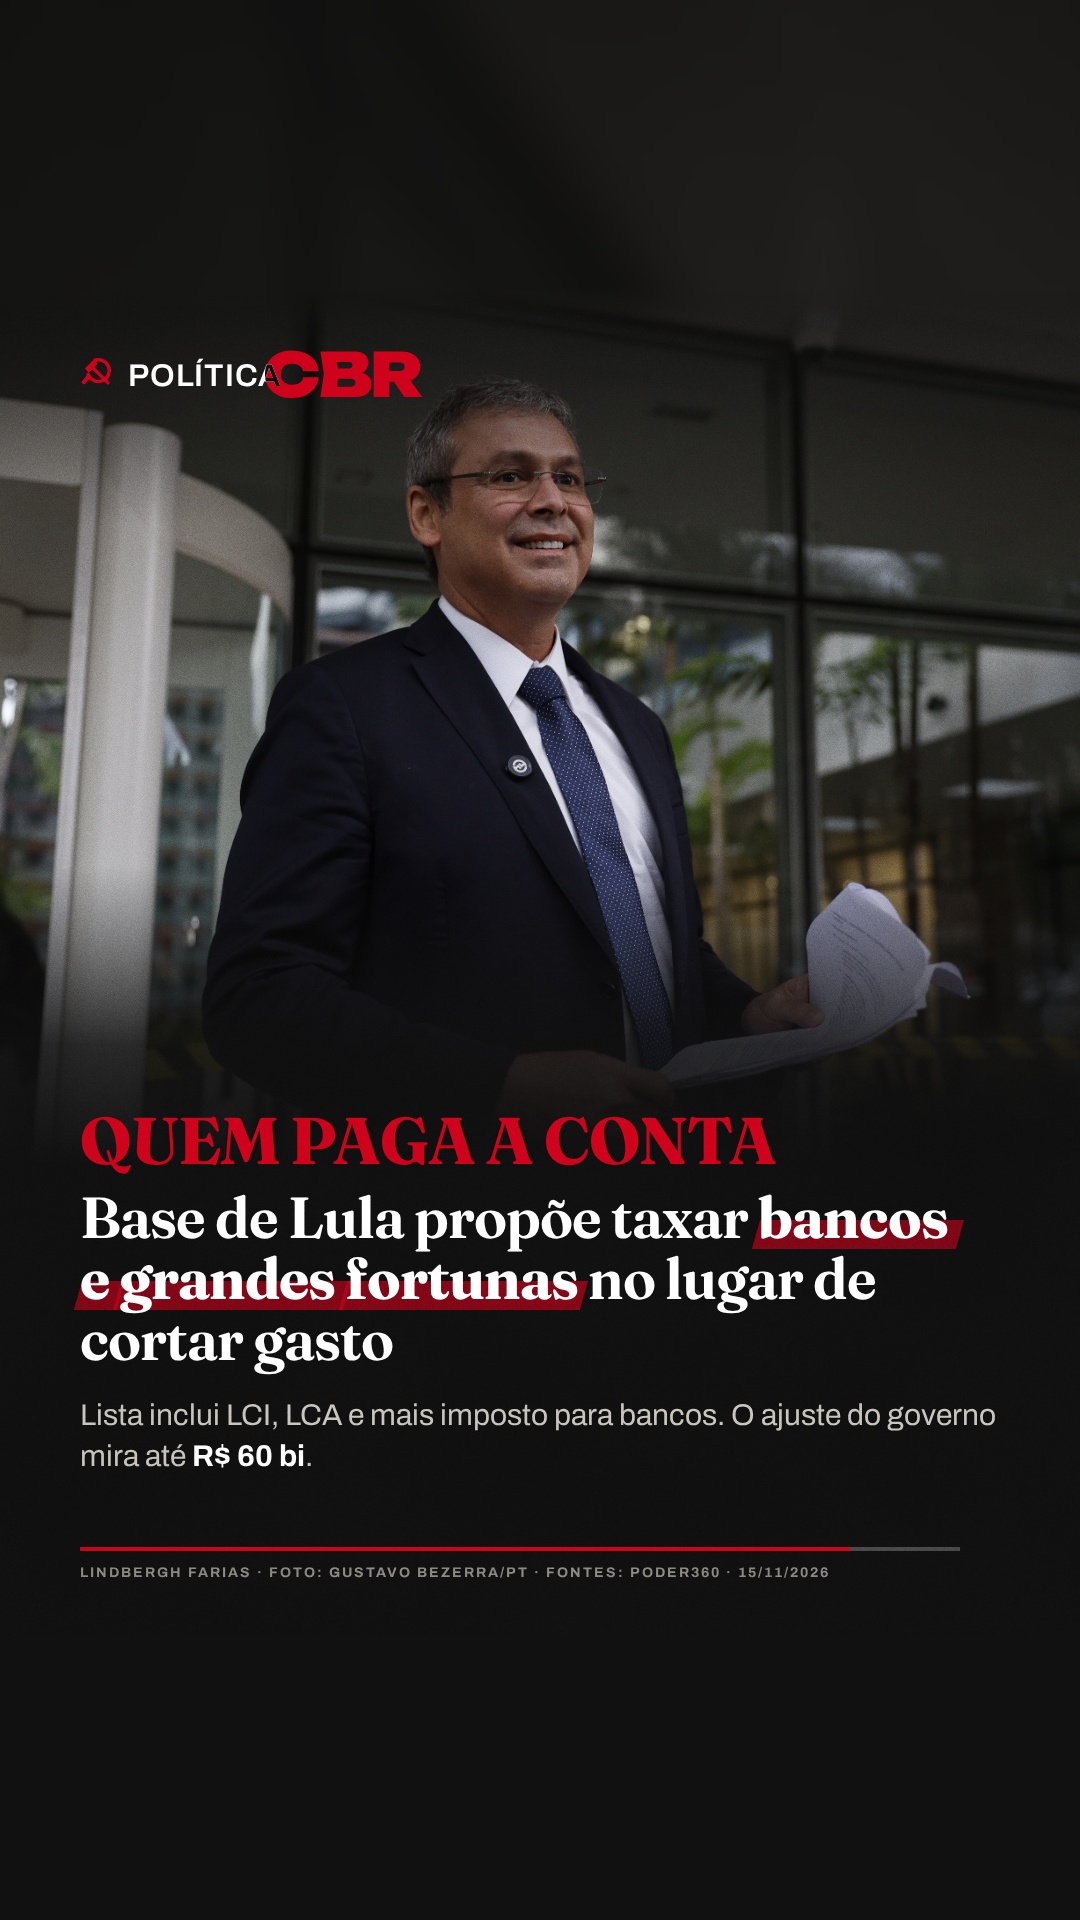 POLÍTICA CBR
QUEM PAGA A CONTA
Base de Lula propõe taxar bancos
e grandes fortunas no lugar de
cortar gasto
Lista inclui LCI, LCA e mais imposto para bancos. O ajuste do governo
mira até R$ 60 bi.
LINDBERGH FARIAS · FOTO: GUSTAVO BEZERRA/PT · FONTES: PODER360 · 15/11/2026